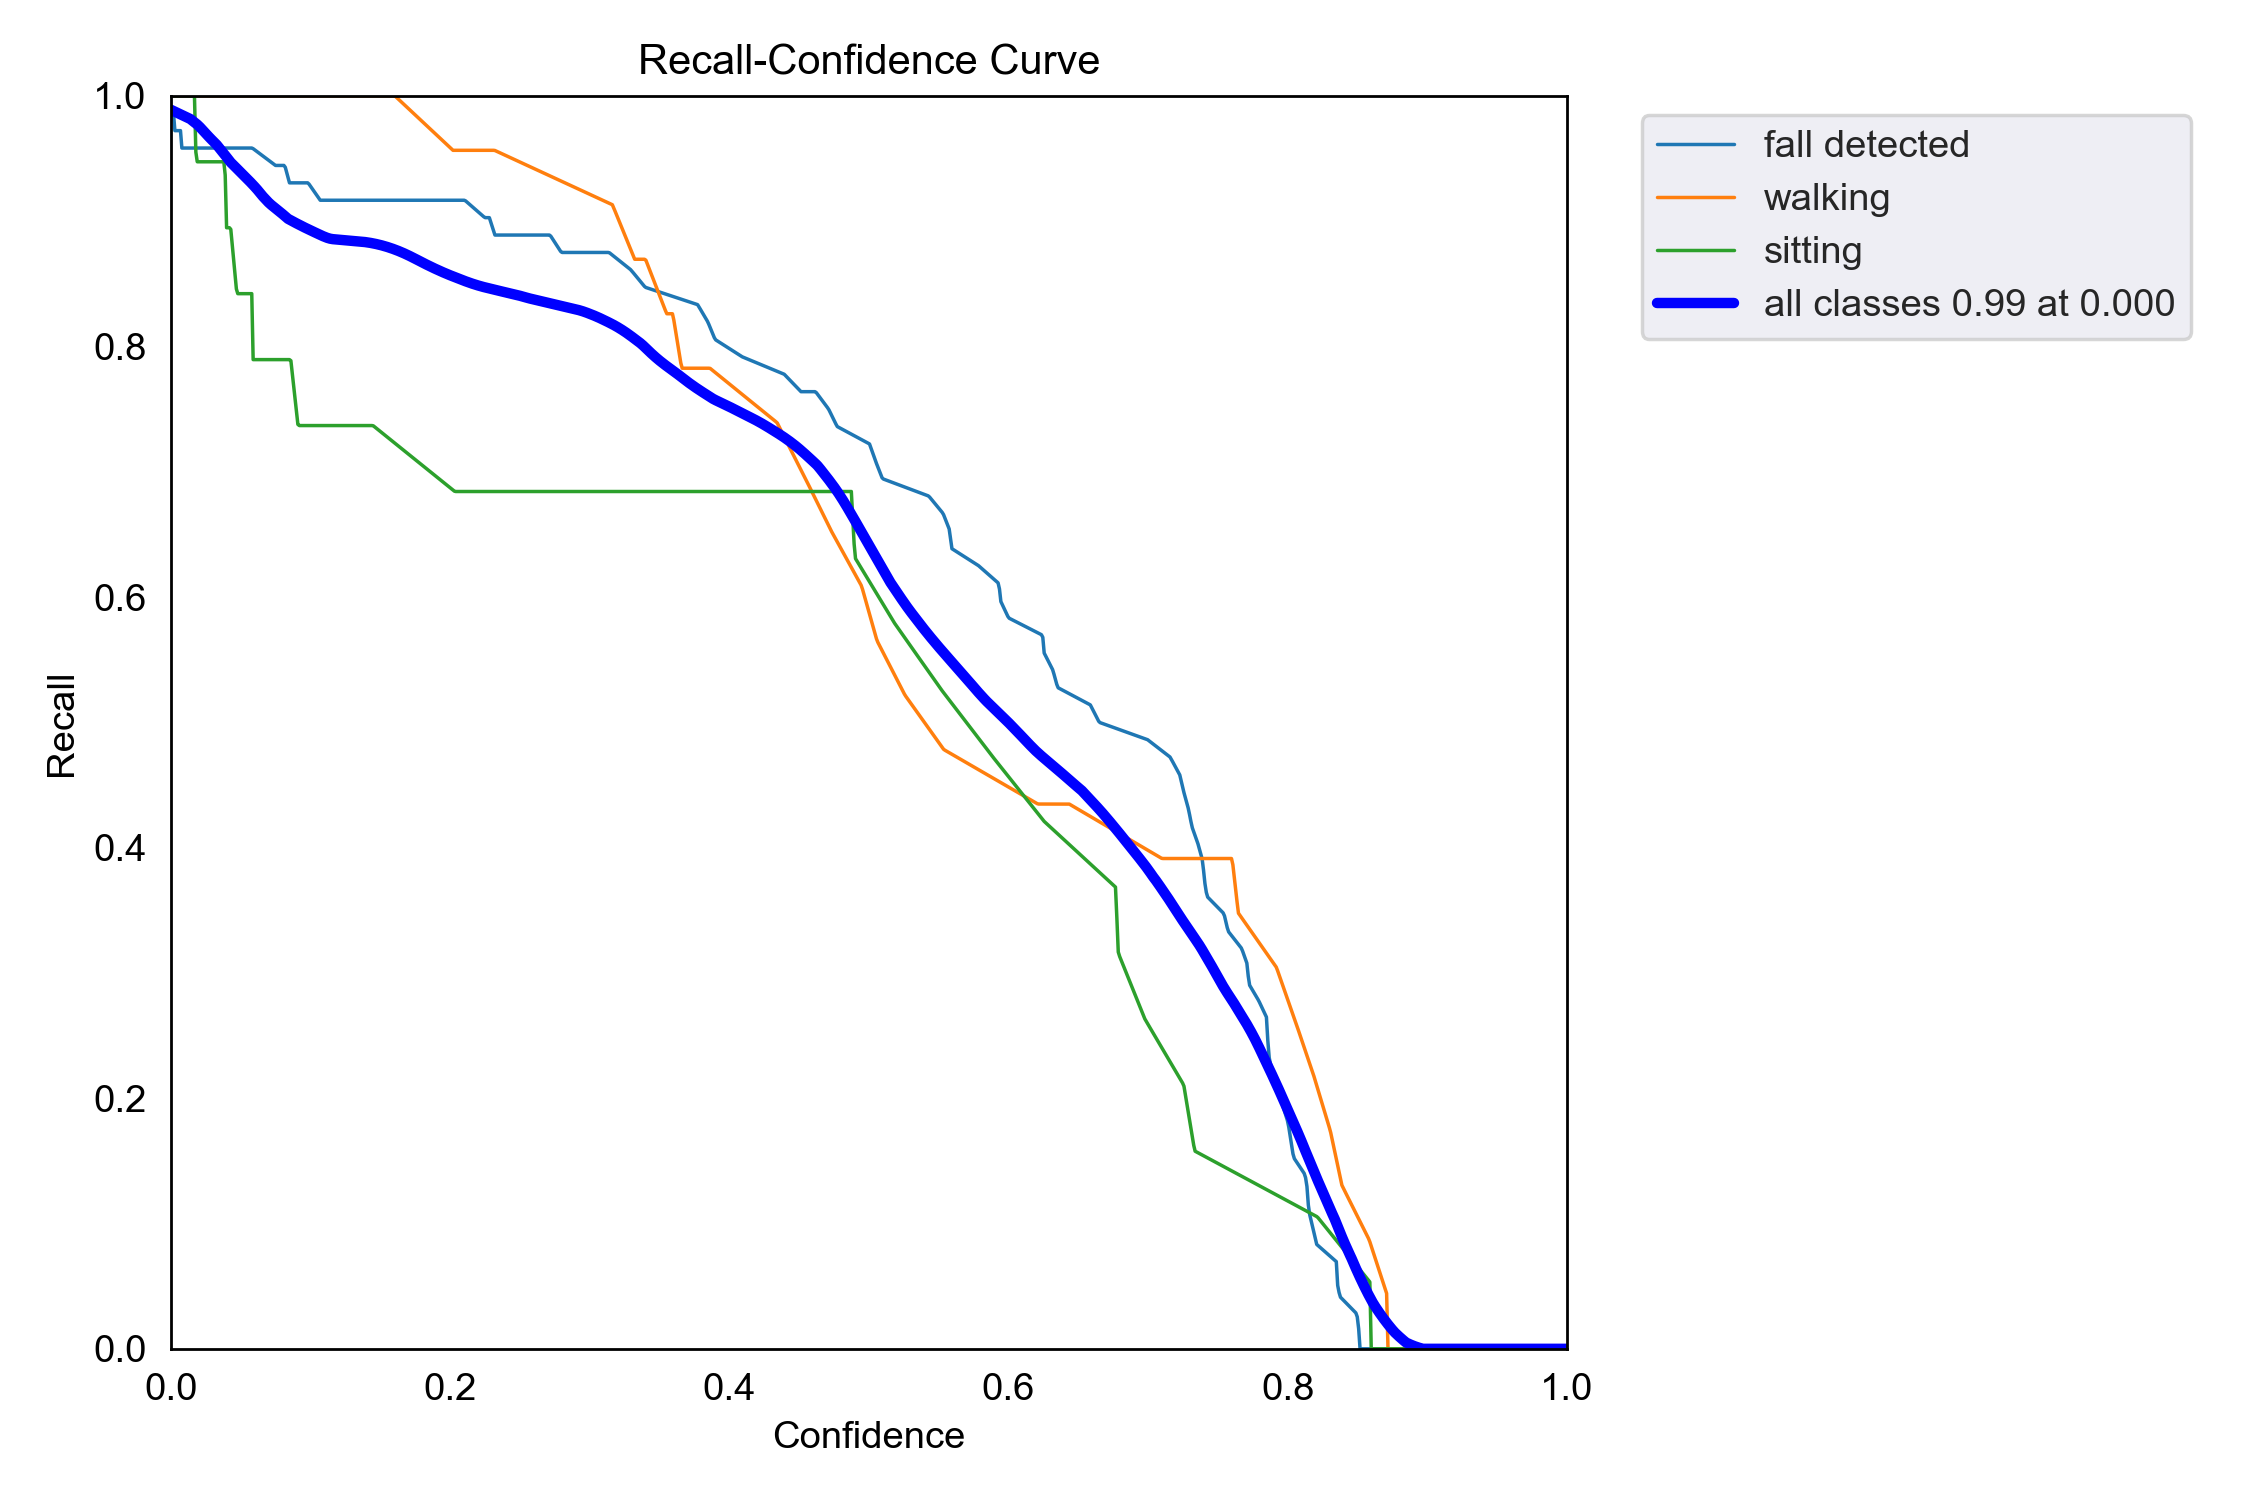 Recall-Confidence Curve
1.0
0.8
0.6
0.4
0.2
0.0
Recall
0.0 0.2 0.4 0.6 0.8 1.0
Confidence
fall detected
walking
sitting
all classes 0.99 at 0.000